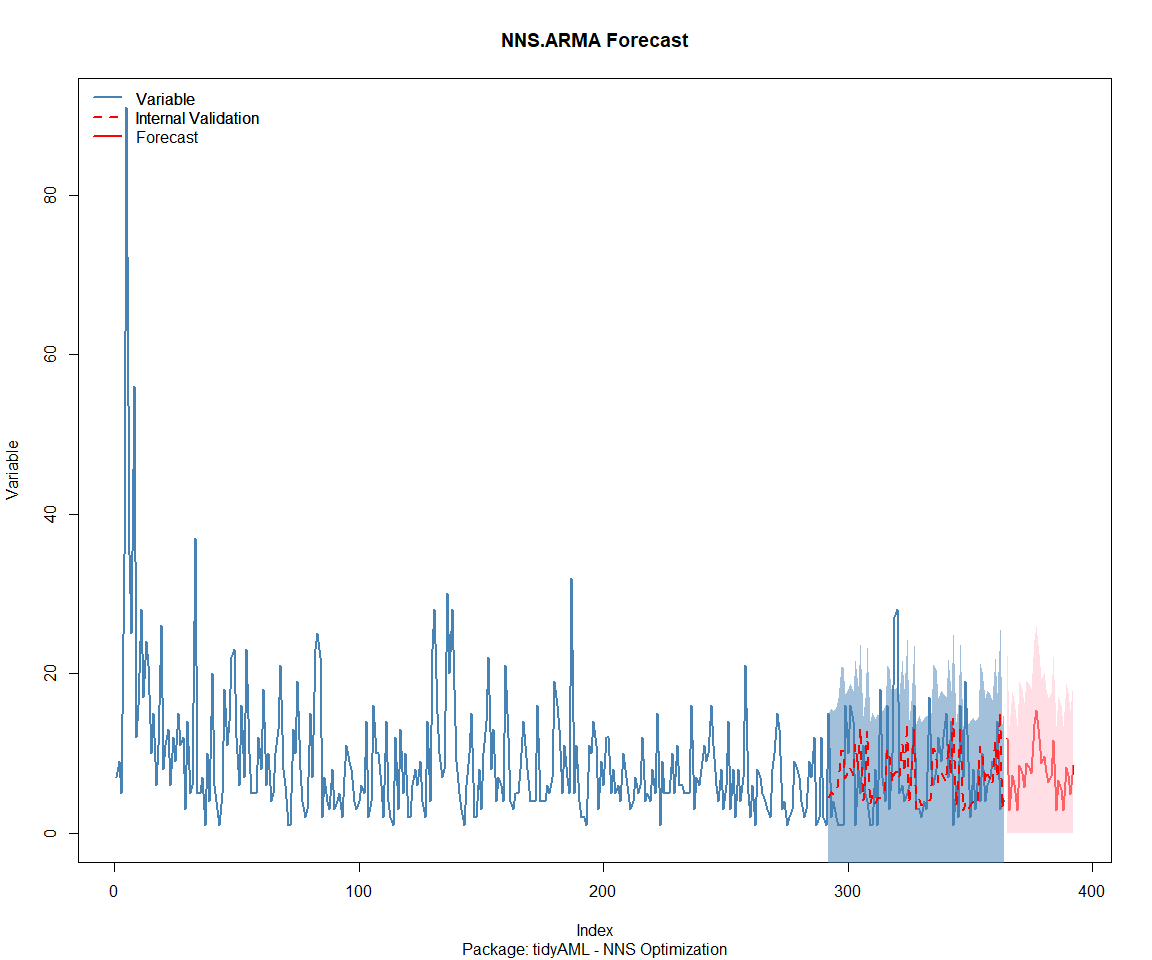 NNS.ARMA Forecast
Variable
Internal Validation
Forecast
Variable
80
60
40
20
0
0 100 200 300 400
Index
Package: tidyAML - NNS Optimization